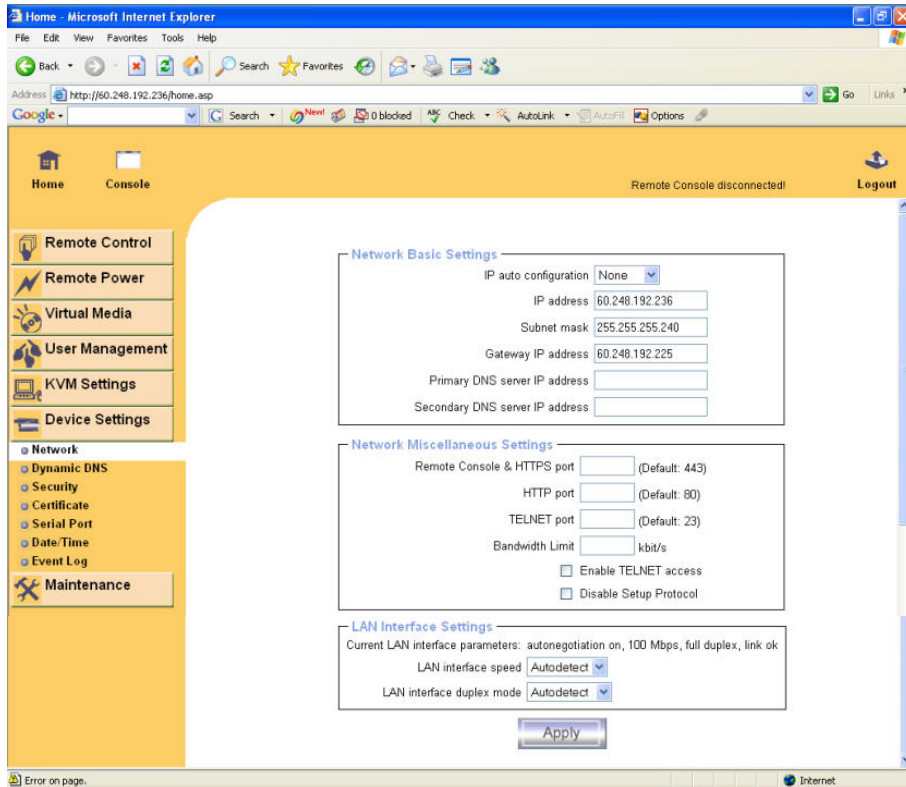 Home - Microsoft Internet Explorer
File Edit View Favorites Tools Help
Back Search Favorites
Address http://60.248.192.236/home.asp Go Links
Google Search New! 0 blocked ABC Check AutoLink AutoFill Options
Home Console Remote Console disconnected! Logout
Remote Control
Remote Power
Virtual Media
User Management
KVM Settings
Device Settings
Network
Dynamic DNS
Security
Certificate
Serial Port
Date/Time
Event Log
Maintenance
Network Basic Settings
IP auto configuration None
IP address 60.248.192.236
Subnet mask 255.255.255.240
Gateway IP address 60.248.192.225
Primary DNS server IP address
Secondary DNS server IP address
Network Miscellaneous Settings
Remote Console & HTTPS port (Default: 443)
HTTP port (Default: 80)
TELNET port (Default: 23)
Bandwidth Limit kbit/s
Enable TELNET access
Disable Setup Protocol
LAN Interface Settings
Current LAN interface parameters: autonegotiation on, 100 Mbps, full duplex, link ok
LAN interface speed Autodetect
LAN interface duplex mode Autodetect
Apply
Error on page. Internet